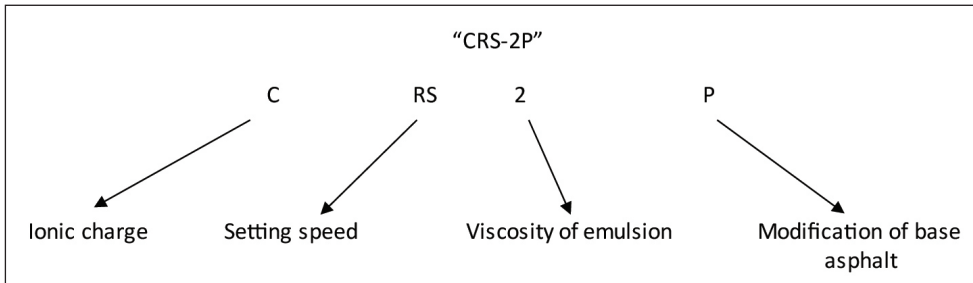 “CRS-2P”
C RS 2 P
Ionic charge Setting speed Viscosity of emulsion Modification of base
asphalt